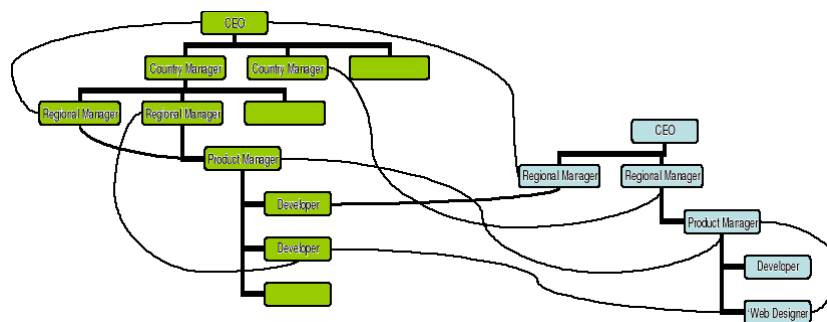 CEO
Country Manager
Country Manager
Regional Manager
Regional Manager
CEO
Product Manager
Regional Manager
Regional Manager
Developer
Product Manager
Developer
Developer
Web Designer